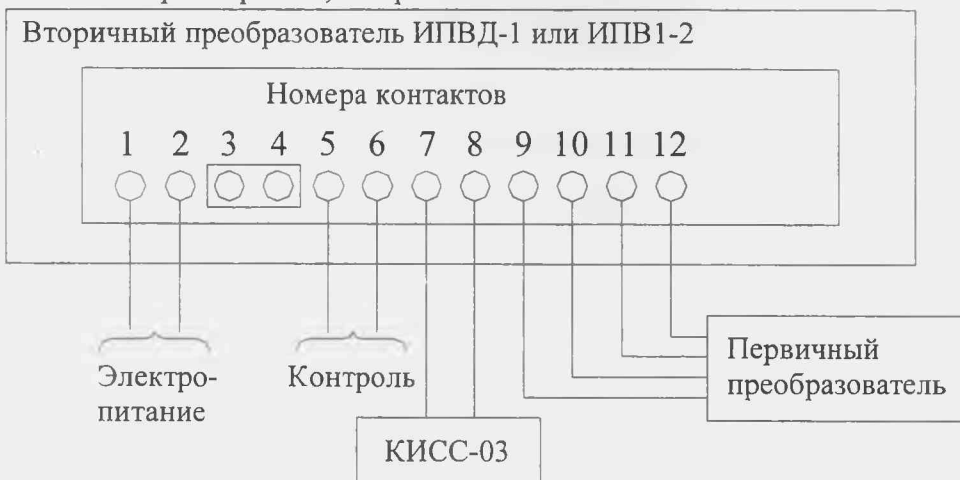 Вторичный преобразователь ИПВД-1 или ИПВ1-2
Номера контактов
1 2 3 4 5 6 7 8 9 10 11 12
Электро-
питание
Контроль
КИСС-03
Первичный
преобразователь